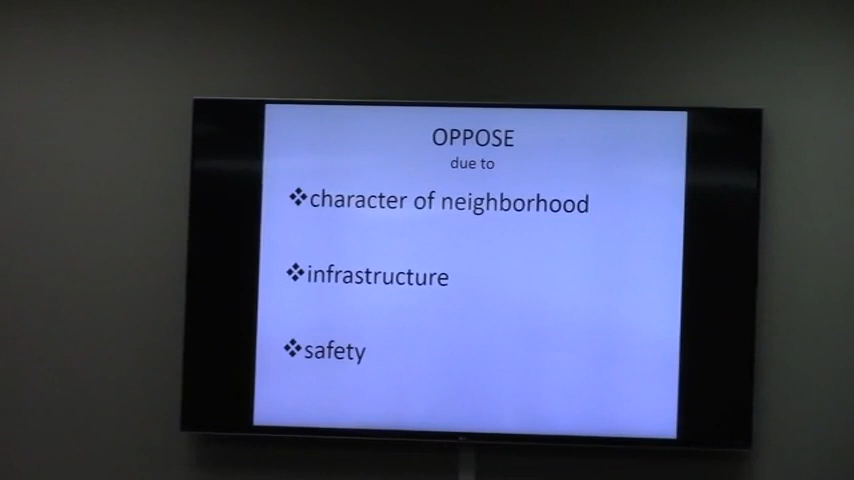 OPPOSE
due to
❖character of neighborhood
❖infrastructure
❖safety